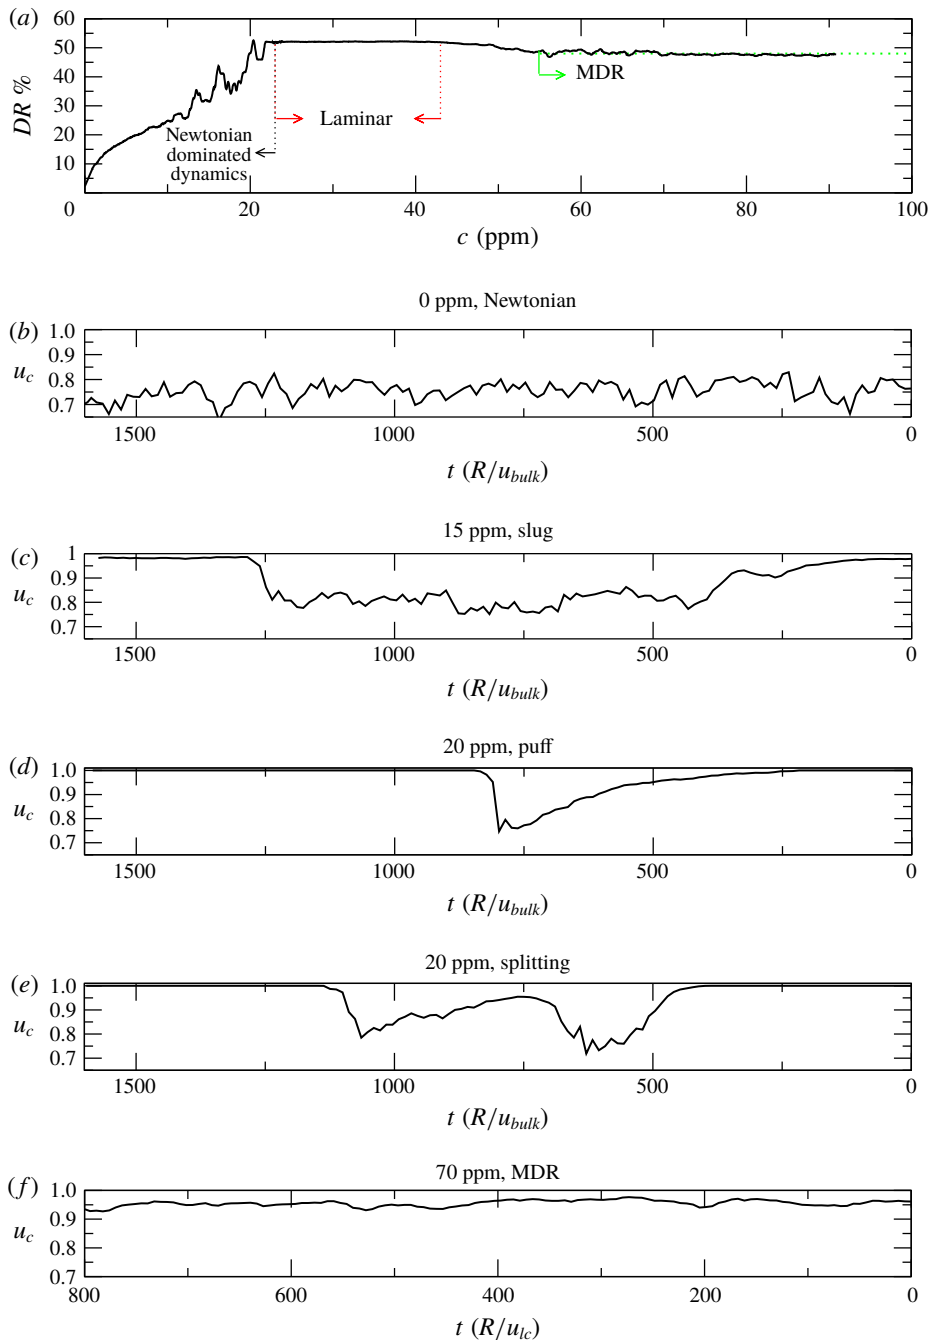 (a)
60
50
40
30
20
10
DR %
Newtonian
dominated
dynamics
Laminar
MDR
0 20 40 60 80 100
c (ppm)
0 ppm, Newtonian
(b)
1.0
0.9
0.8
0.7
u_c
1500 1000 500 0
t (R/u_bulk)
15 ppm, slug
(c)
1
0.9
0.8
0.7
u_c
1500 1000 500 0
t (R/u_bulk)
20 ppm, puff
(d)
1.0
0.9
0.8
0.7
u_c
1500 1000 500 0
t (R/u_bulk)
20 ppm, splitting
(e)
1.0
0.9
0.8
0.7
u_c
1500 1000 500 0
t (R/u_bulk)
70 ppm, MDR
(f)
1.0
0.9
0.8
0.7
u_c
800 600 400 200 0
t (R/u_lc)